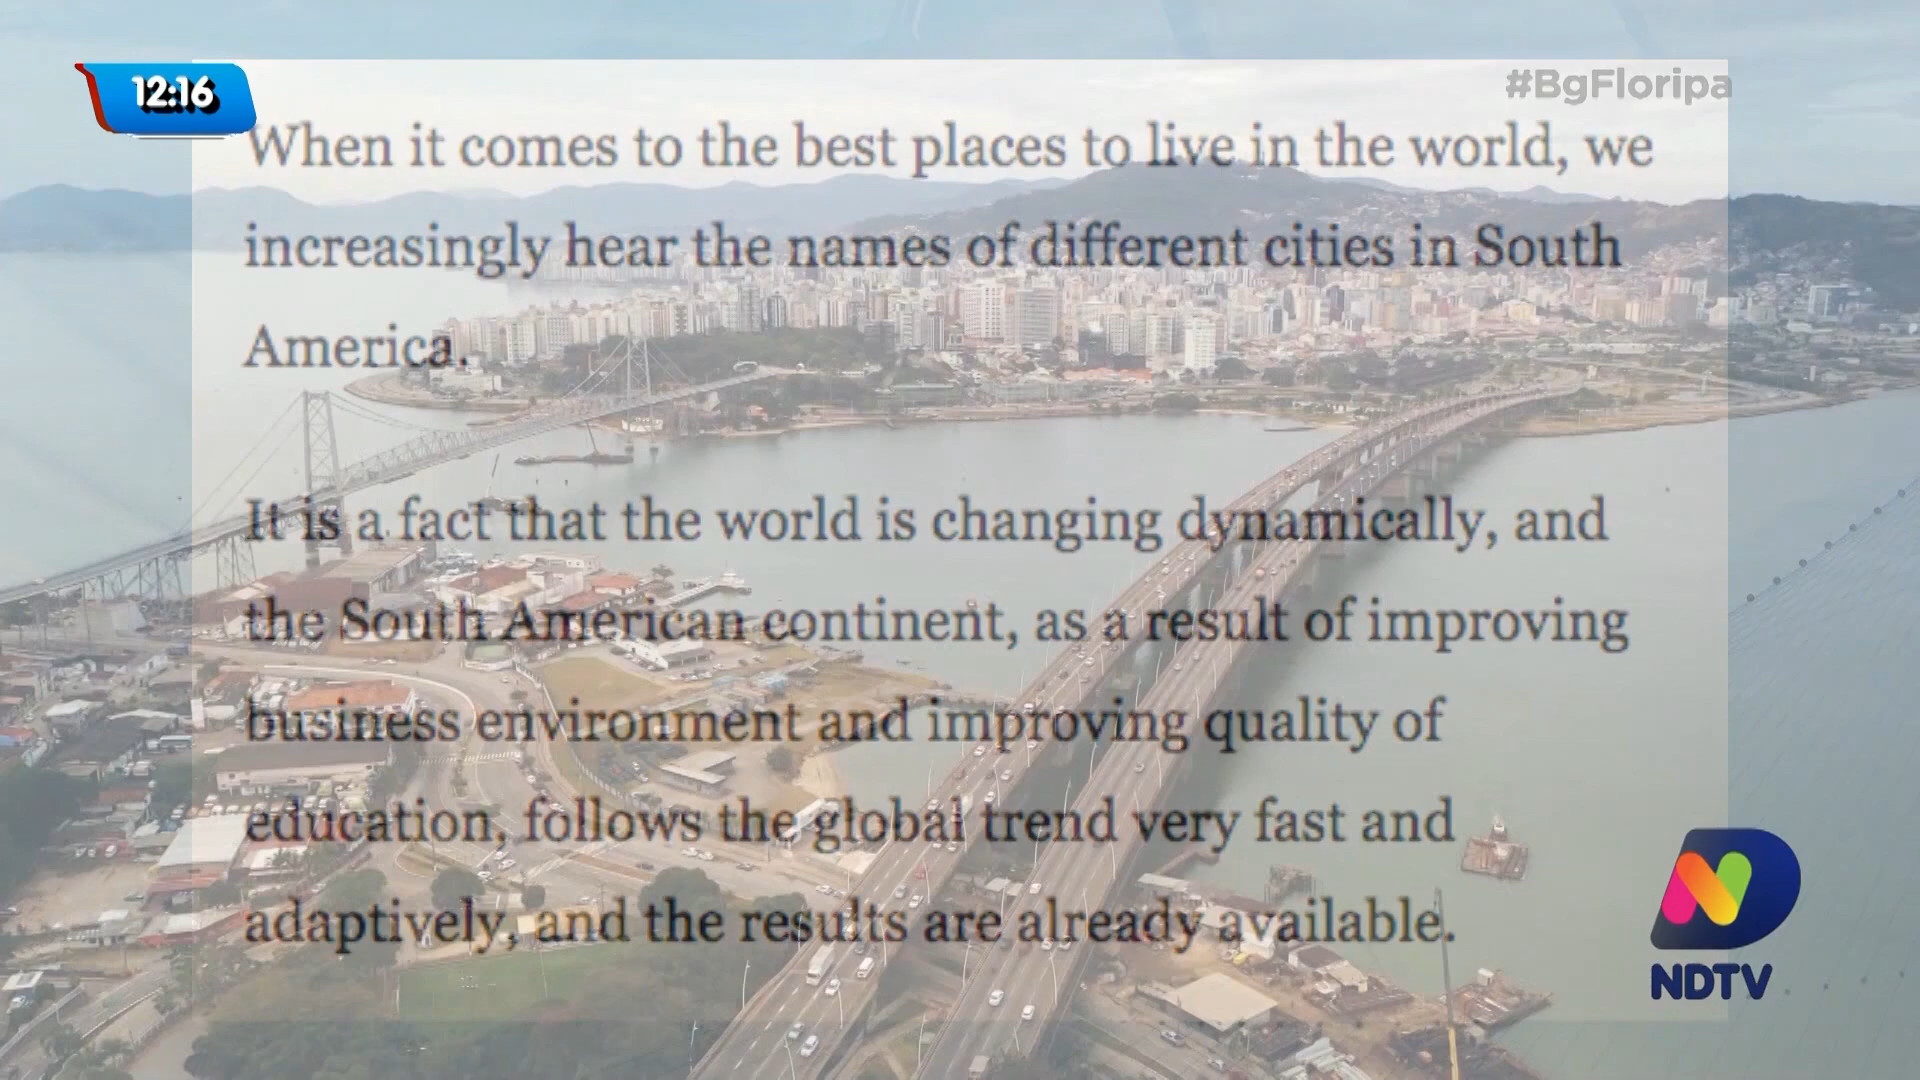 12:16
#BgFloripa
When it comes to the best places to live in the world, we
increasingly hear the names of different cities in South
America.
It is a fact that the world is changing dynamically, and
the South American continent, as a result of improving
business environment and improving quality of
education, follows the global trend very fast and
adaptively, and the results are already available.
NDTV